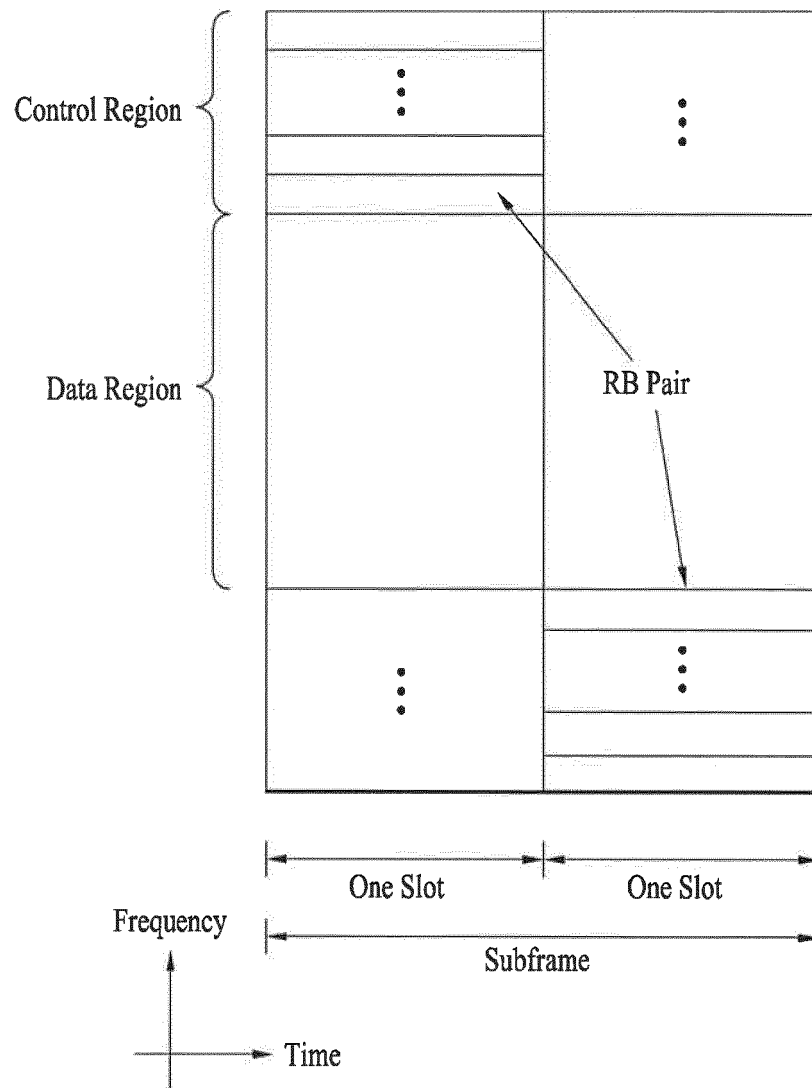 Control Region
Data Region
RB Pair
One Slot
One Slot
Frequency
Subframe
Time